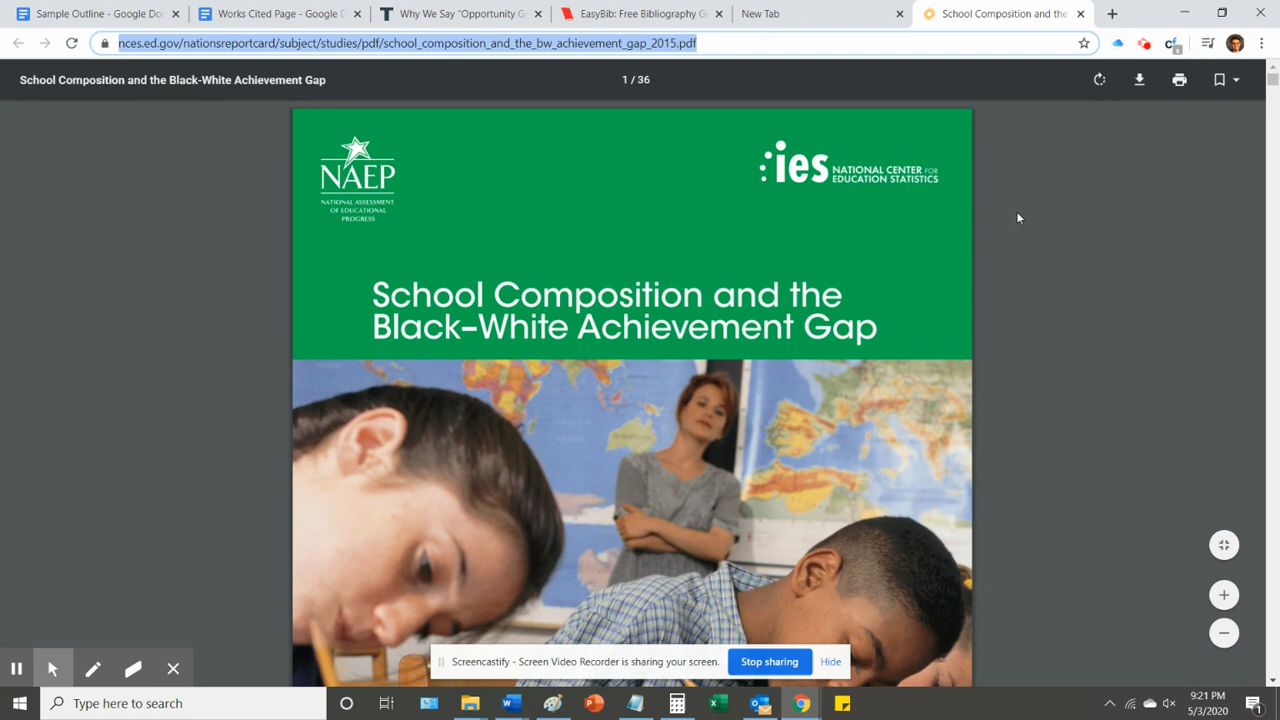 Sample Outline - Google Doc
Works Cited Page - Google D
Why We Say "Opportunity G
EasyBib: Free Bibliography Ge
New Tab
School Composition and the
nces.ed.gov/nationsreportcard/subject/studies/pdf/school_composition_and_the_bw_achievement_gap_2015.pdf
School Composition and the Black-White Achievement Gap
1 / 36
NAEP
NATIONAL ASSESSMENT
OF EDUCATIONAL
PROGRESS
ies NATIONAL CENTER FOR
EDUCATION STATISTICS
School Composition and the
Black–White Achievement Gap
Screencastify - Screen Video Recorder is sharing your screen.
Stop sharing
Hide
Type here to search
9:21 PM
5/3/2020